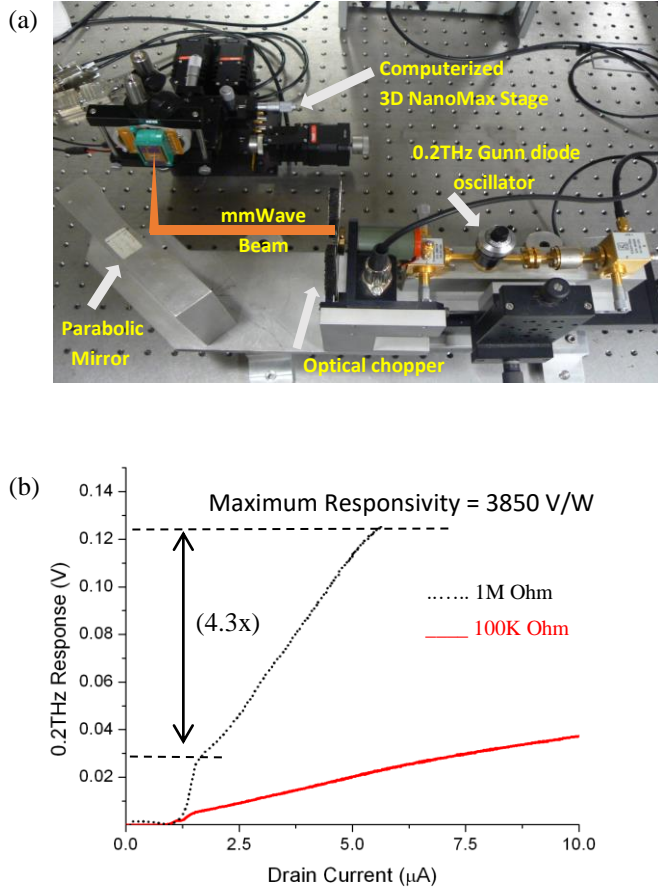 (a)
Computerized
3D NanoMax Stage
0.2THz Gunn diode
oscillator
mmWave
Beam
Parabolic
Mirror
Optical chopper
(b)
0.14
0.12
0.10
0.08
0.06
0.04
0.02
0.2THz Response (V)
Maximum Responsivity = 3850 V/W
(4.3x)
1M Ohm
100K Ohm
0.0
2.5
5.0
7.5
10.0
Drain Current (μA)